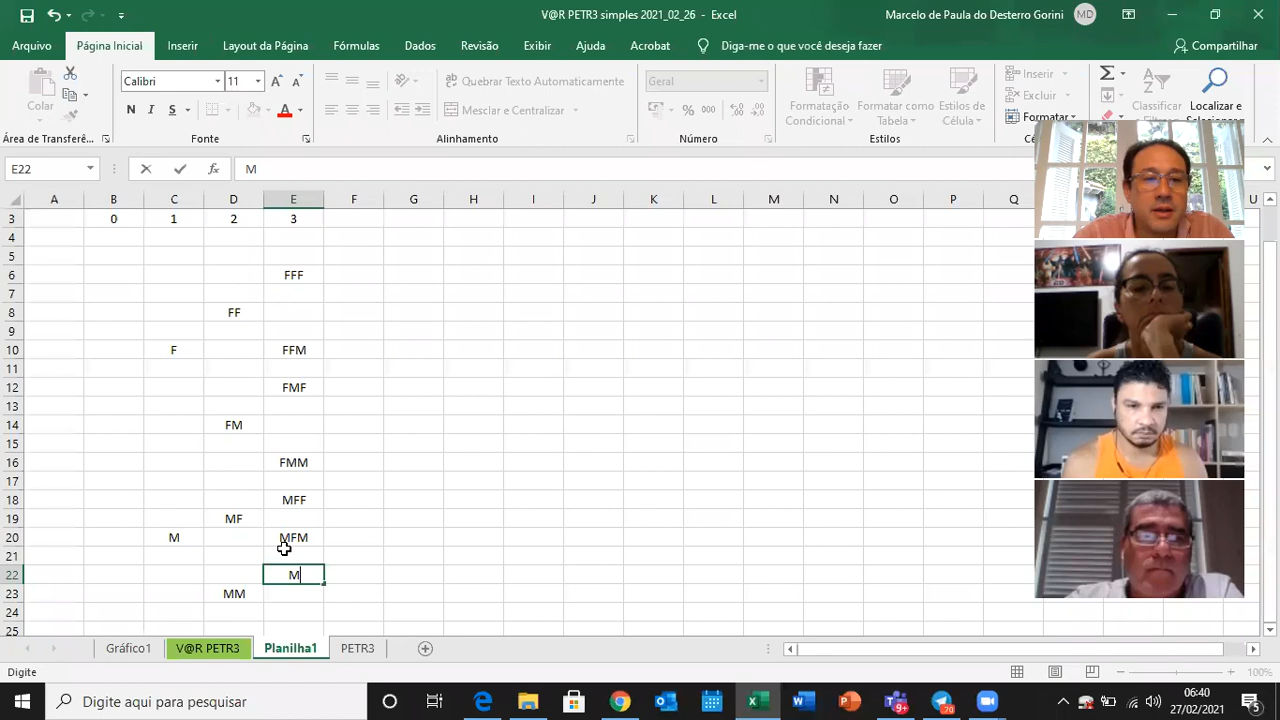 V@R PETR3 simples 2021_02_26 - Excel
Marcelo de Paula do Desterro Gorini
MD
Arquivo
Página Inicial
Inserir
Layout da Página
Fórmulas
Dados
Revisão
Exibir
Ajuda
Acrobat
Diga-me o que você deseja fazer
Compartilhar
Colar
Calibri
11
A A
N I S A
Quebrar Texto Automaticamente
Mesclar e Centralizar
Geral
% 000
Formatação Condicional
Formatar como Tabela
Estilos de Célula
Inserir
Excluir
Formatar
Classificar
Localizar e
Área de Transferê...
Fonte
Alinhamento
Número
Estilos
E22
fx
M
A B C D E F G H I J K L M N O P Q U
3 0 1 2 3
4
5
6 FFF
7
8 FF
9
10 F FFM
11
12 FMF
13
14 FM
15
16 FMM
17
18 MFF
19 MF
20 M MFM
21
22 M
23 MM
24
25
Gráfico1
V@R PETR3
Planilha1
PETR3
Digite
100%
Digite aqui para pesquisar
9+
70
06:40
27/02/2021
5